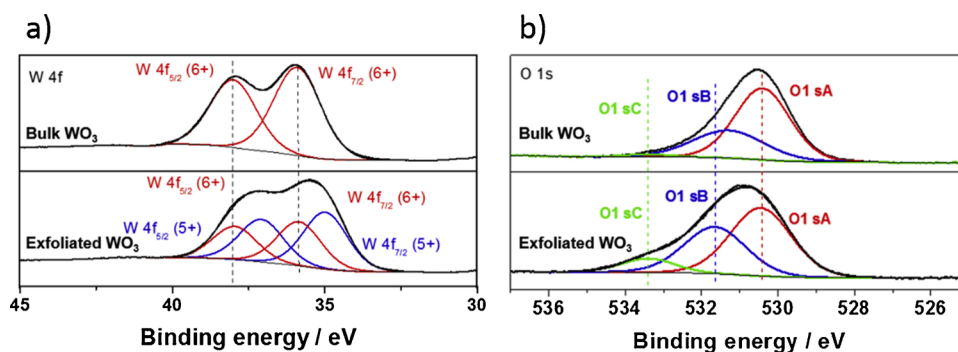 a)
W 4f
W 4f5/2 (6+)
W 4f7/2 (6+)
Bulk WO3
W 4f5/2 (6+)
W 4f7/2 (6+)
W 4f5/2 (5+)
Exfoliated WO3
W 4f7/2 (5+)
45 40 35 30
Binding energy / eV
b)
O 1s
O1 sC
O1 sB
O1 sA
Bulk WO3
O1 sC
O1 sB
O1 sA
Exfoliated WO3
536 534 532 530 528 526
Binding energy / eV